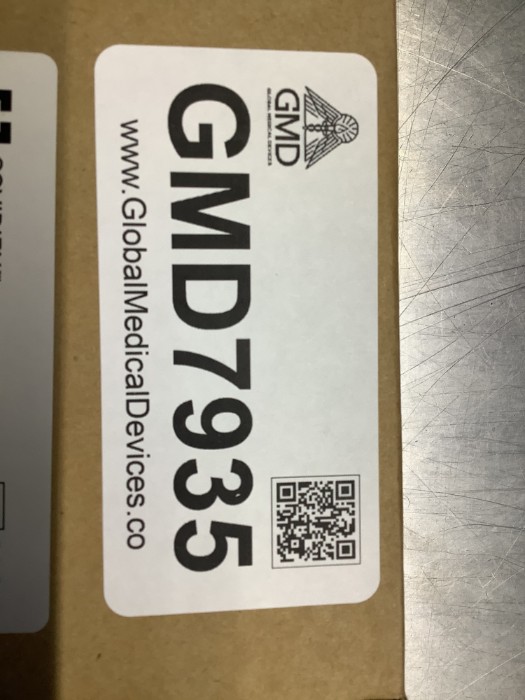 GMD
GLOBAL MEDICAL DEVICES
GMD7935
www.GlobalMedicalDevices.co